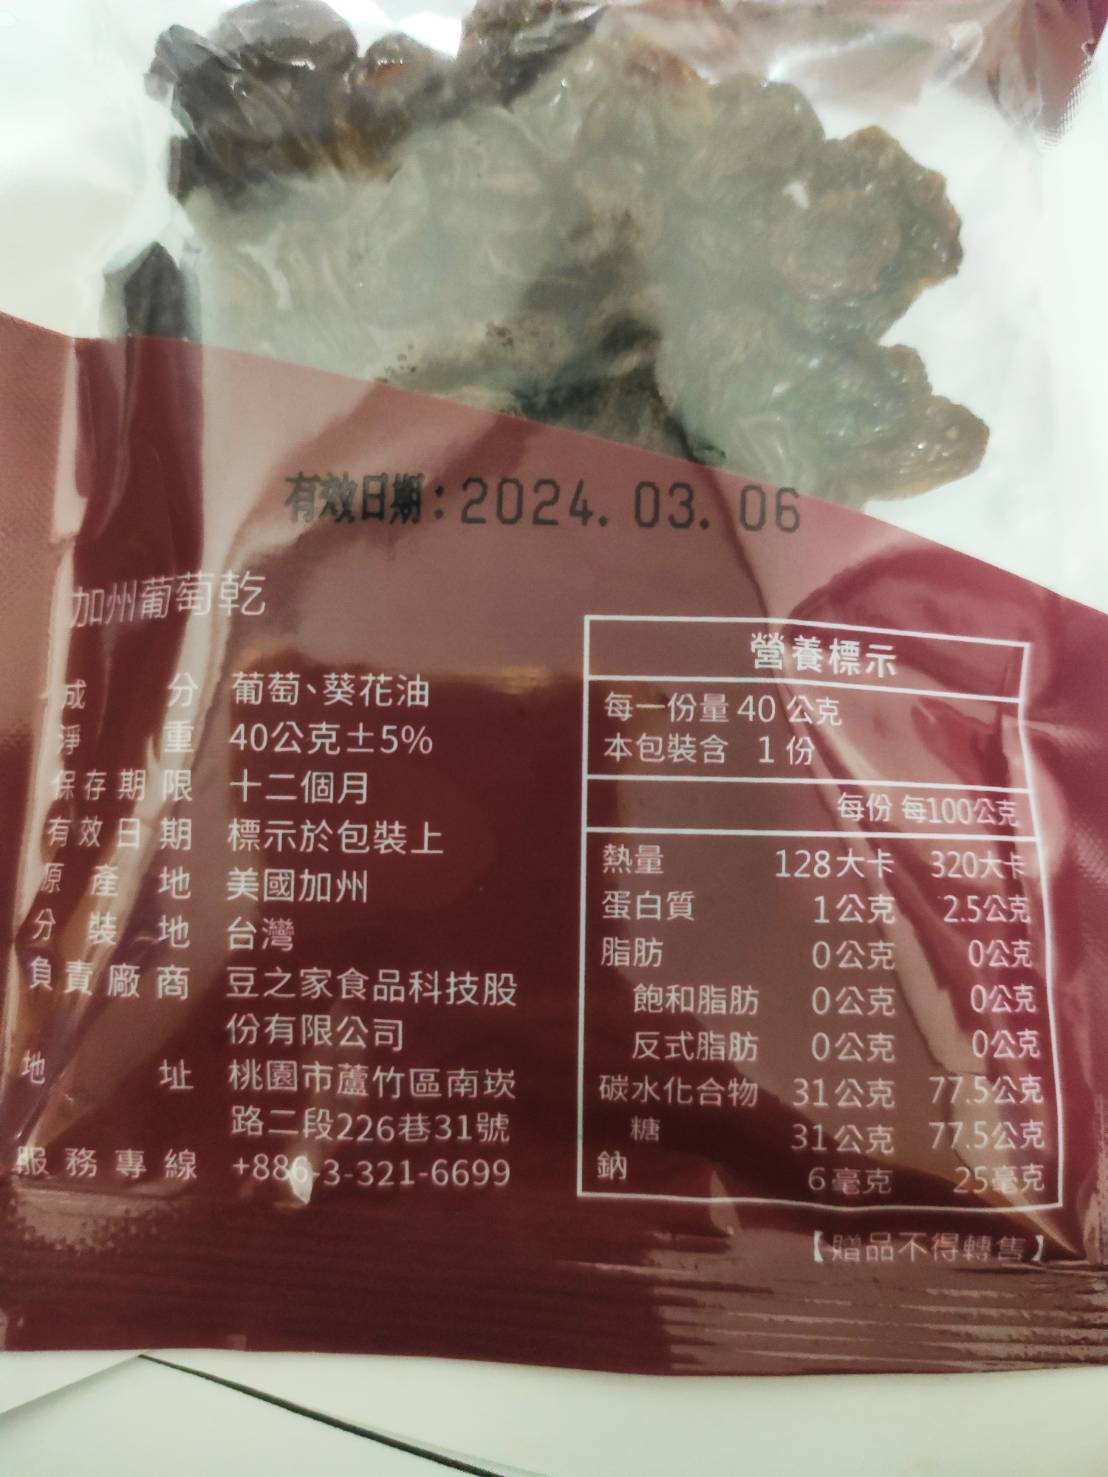 有效日期:2024.03.06
加州葡萄乾
成分 葡萄、葵花油
淨重 40公克±5%
保存期限 十二個月
有效日期 標示於包裝上
原產地 美國加州
分裝地 台灣
負責廠商 豆之家食品科技股
份有限公司
地址 桃園市蘆竹區南崁
路二段226巷31號
服務專線 +886-3-321-6699
營養標示
每一份量 40 公克
本包裝含 1 份
每份 每100公克
熱量 128大卡 320大卡
蛋白質 1公克 2.5公克
脂肪 0公克 0公克
飽和脂肪 0公克 0公克
反式脂肪 0公克 0公克
碳水化合物 31公克 77.5公克
糖 31公克 77.5公克
鈉 6毫克 25毫克
【贈品不得轉售】